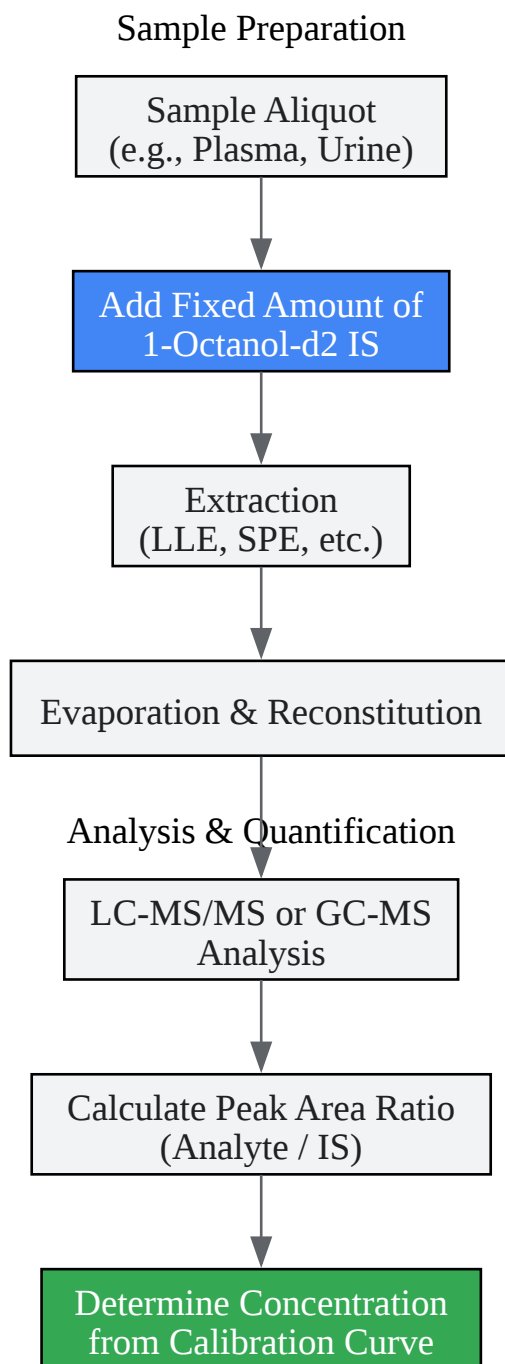 Sample Preparation
Sample Aliquot
(e.g., Plasma, Urine)
Add Fixed Amount of
1-Octanol-d2 IS
Extraction
(LLE, SPE, etc.)
Evaporation & Reconstitution
Analysis & Quantification
LC-MS/MS or GC-MS
Analysis
Calculate Peak Area Ratio
(Analyte / IS)
Determine Concentration
from Calibration Curve